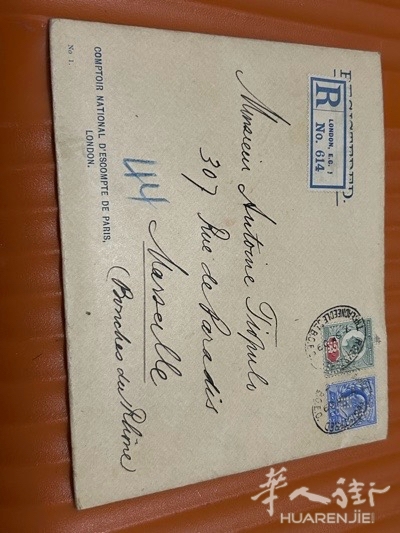 REGISTERED.
R
LONDON, E.C. 1
No. 614
Monsieur Antoine
307 Rue de Paradis
44 Marseille
(Bouches du Rhône)
COMPTOIR NATIONAL D'ESCOMPTE DE PARIS,
LONDON.
No 1.
华人街
HUARENJIE